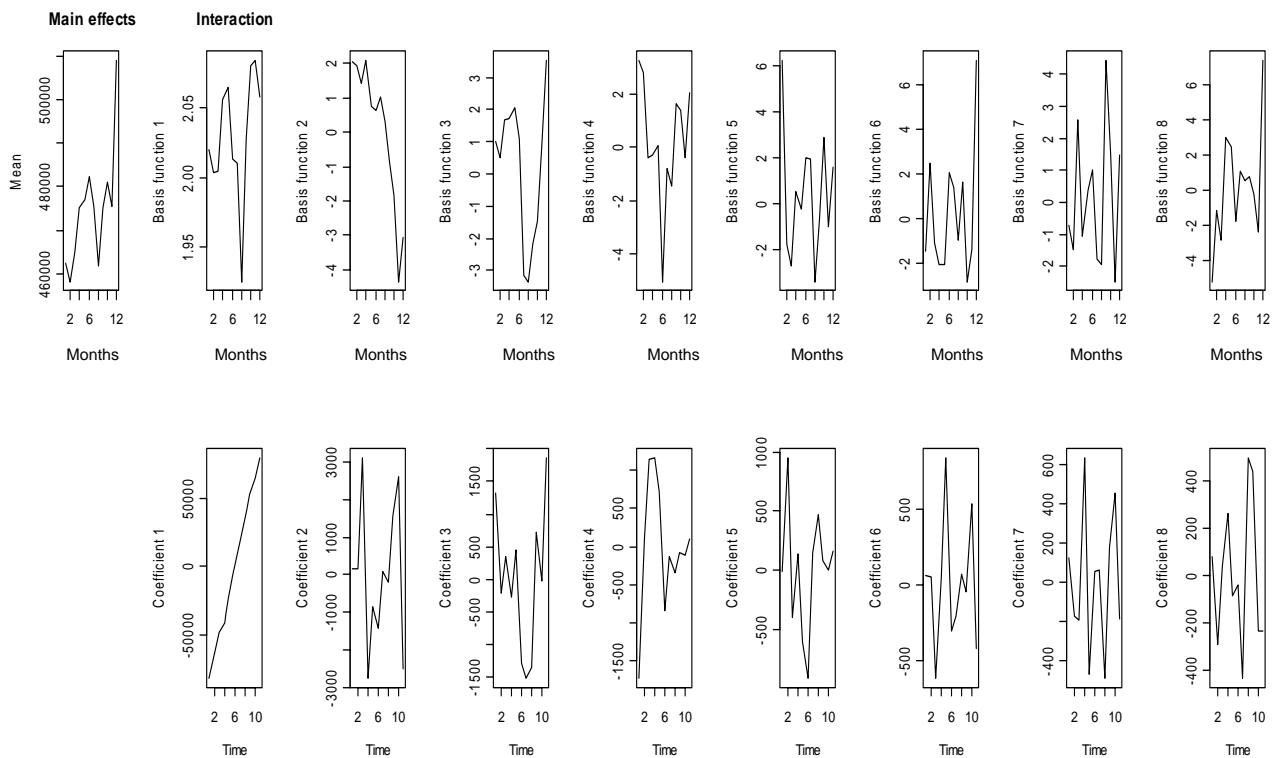 Main effects
Interaction
Mean
460000 480000 500000
2 6 12
Months
Basis function 1
1.95 2.00 2.05
2 6 12
Months
Basis function 2
-4 -3 -2 -1 0 1 2
2 6 12
Months
Basis function 3
-3 -2 -1 0 1 2 3
2 6 12
Months
Basis function 4
-4 -2 0 2
2 6 12
Months
Basis function 5
-2 0 2 4 6
2 6 12
Months
Basis function 6
-2 0 2 4 6
2 6 12
Months
Basis function 7
-2 -1 0 1 2 3 4
2 6 12
Months
Basis function 8
-4 -2 0 2 4 6
2 6 12
Months
Coefficient 1
-50000 0 50000
2 6 10
Time
Coefficient 2
-3000 -1000 0 1000 3000
2 6 10
Time
Coefficient 3
-1500 -500 0 500 1500
2 6 10
Time
Coefficient 4
-1500 -500 0 500
2 6 10
Time
Coefficient 5
-500 0 500 1000
2 6 10
Time
Coefficient 6
-500 0 500
2 6 10
Time
Coefficient 7
-400 0 200 400 600
2 6 10
Time
Coefficient 8
-400 -200 0 200 400
2 6 10
Time